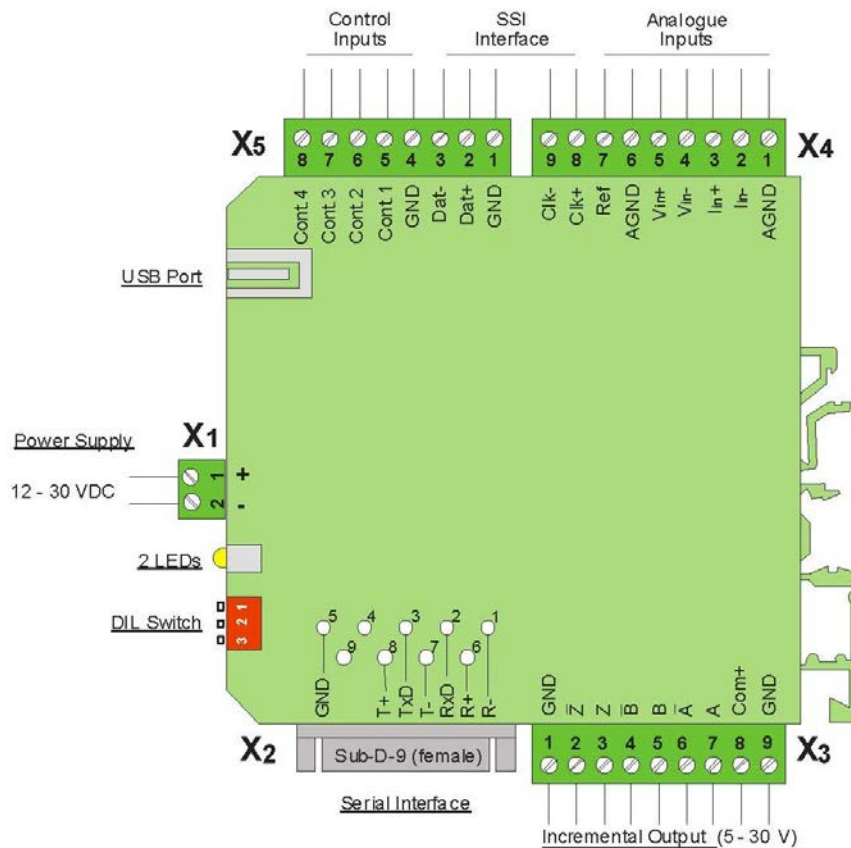 Control Inputs
SSI Interface
Analogue Inputs
X5
8 7 6 5 4 3 2 1
9 8 7 6 5 4 3 2 1
X4
Cont.4
Cont.3
Cont.2
Cont.1
GND
Dat-
Dat+
GND
Clk-
Clk+
Ref
AGND
Vin+
Vin-
Iin+
Iin-
AGND
USB Port
X1
Power Supply
1 +
12 - 30 VDC
2 -
2 LEDs
DIL Switch
1
2
3
5 4 3 2 1
9 8 7 6
GND
T+
TxD
T-
RxD
R+
R-
GND
Z̅
Z
B̅
B
A̅
A
Com+
GND
X2
Sub-D-9 (female)
Serial Interface
1 2 3 4 5 6 7 8 9
X3
Incremental Output (5 - 30 V)